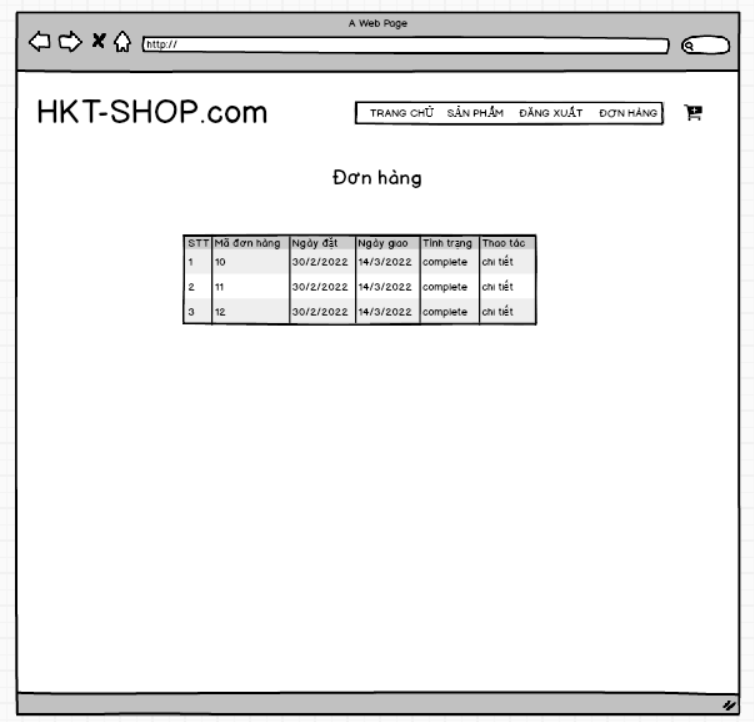 A Web Page
http://
HKT-SHOP.com
TRANG CHỦ SẢN PHẨM ĐĂNG XUẤT ĐƠN HÀNG
Đơn hàng
STT Mã đơn hàng Ngày đặt Ngày giao Tình trạng Thao tác
1 10 30/2/2022 14/3/2022 complete chi tiết
2 11 30/2/2022 14/3/2022 complete chi tiết
3 12 30/2/2022 14/3/2022 complete chi tiết